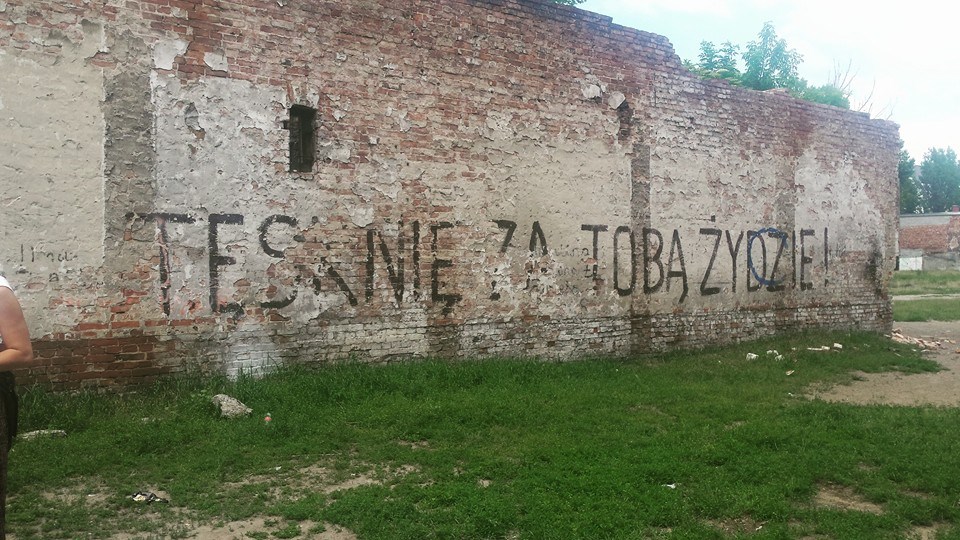 TĘSKNIĘ ZA TOBĄ ŻYDZIE!